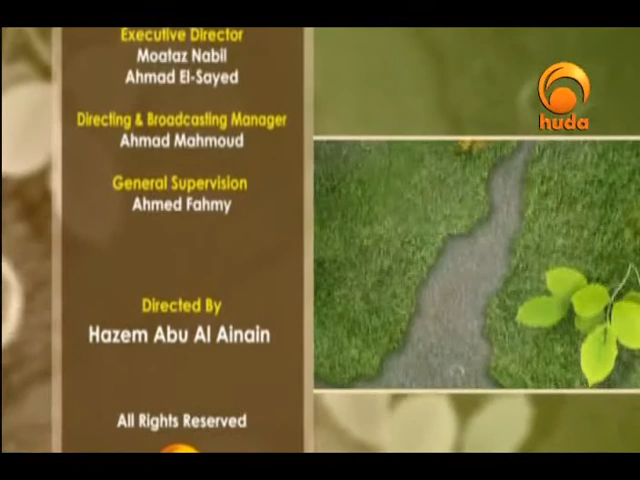 Executive Director
Moataz Nabil
Ahmad El-Sayed
Directing & Broadcasting Manager
Ahmad Mahmoud
General Supervision
Ahmed Fahmy
Directed By
Hazem Abu Al Ainain
All Rights Reserved
huda